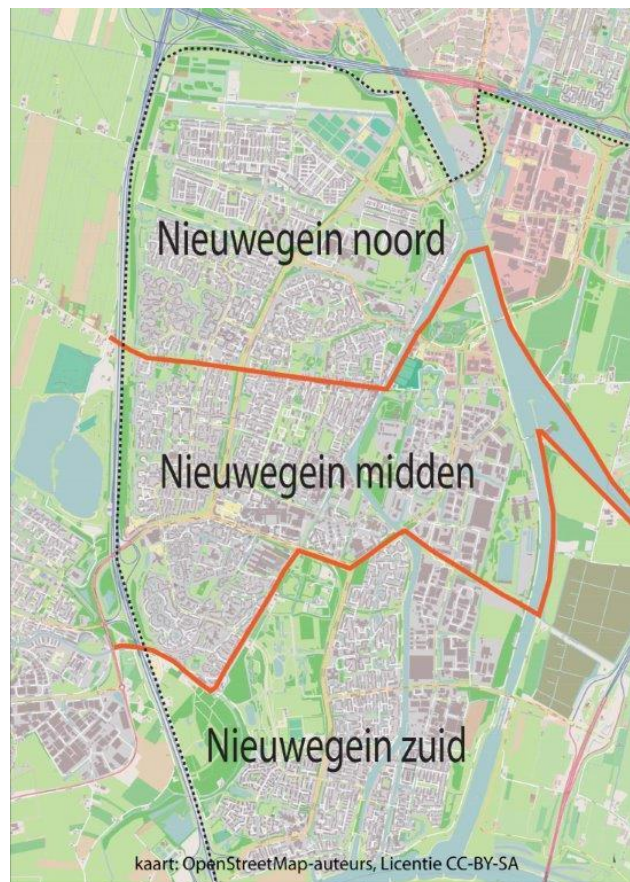 Nieuwegein noord
Nieuwegein midden
Nieuwegein zuid
kaart: OpenStreetMap-auteurs, Licentie CC-BY-SA